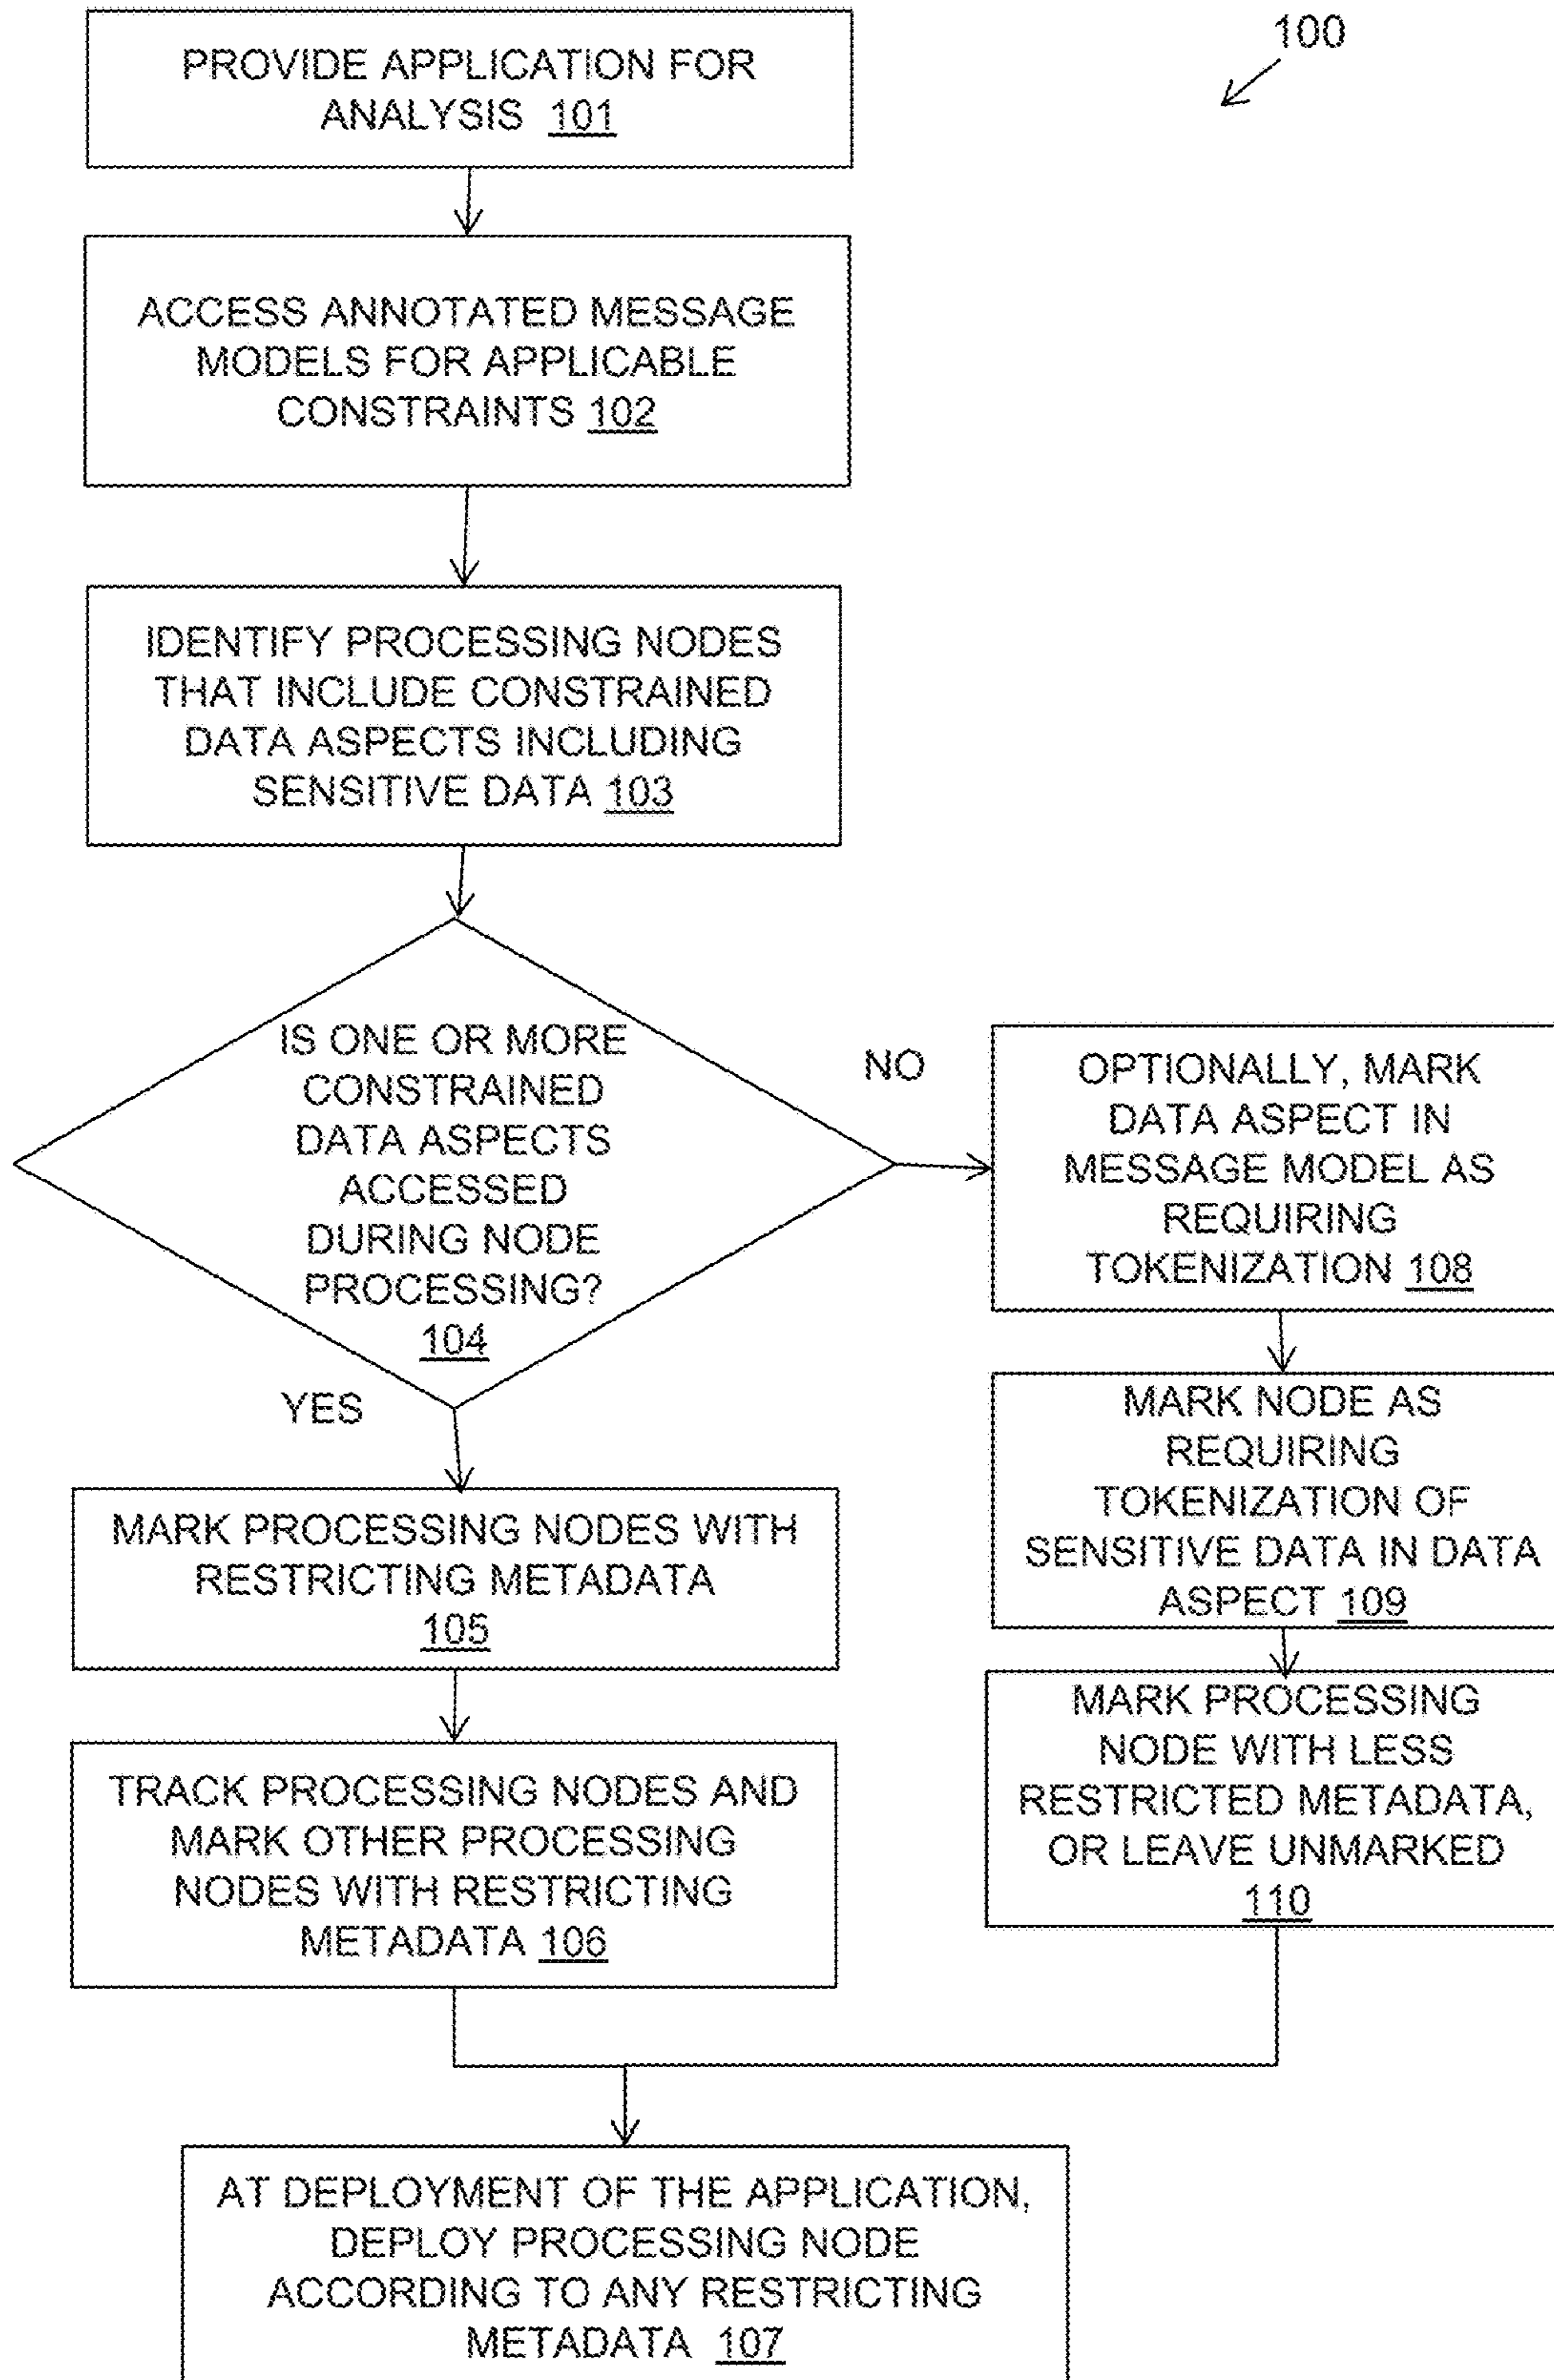 100
PROVIDE APPLICATION FOR
ANALYSIS 101
ACCESS ANNOTATED MESSAGE
MODELS FOR APPLICABLE
CONSTRAINTS 102
IDENTIFY PROCESSING NODES
THAT INCLUDE CONSTRAINED
DATA ASPECTS INCLUDING
SENSITIVE DATA 103
IS ONE OR MORE
CONSTRAINED
DATA ASPECTS
ACCESSED
DURING NODE
PROCESSING?
104
YES
MARK PROCESSING NODES WITH
RESTRICTING METADATA
105
TRACK PROCESSING NODES AND
MARK OTHER PROCESSING
NODES WITH RESTRICTING
METADATA 106
NO
OPTIONALLY, MARK
DATA ASPECT IN
MESSAGE MODEL AS
REQUIRING
TOKENIZATION 108
MARK NODE AS
REQUIRING
TOKENIZATION OF
SENSITIVE DATA IN DATA
ASPECT 109
MARK PROCESSING
NODE WITH LESS
RESTRICTED METADATA,
OR LEAVE UNMARKED
110
AT DEPLOYMENT OF THE APPLICATION,
DEPLOY PROCESSING NODE
ACCORDING TO ANY RESTRICTING
METADATA 107